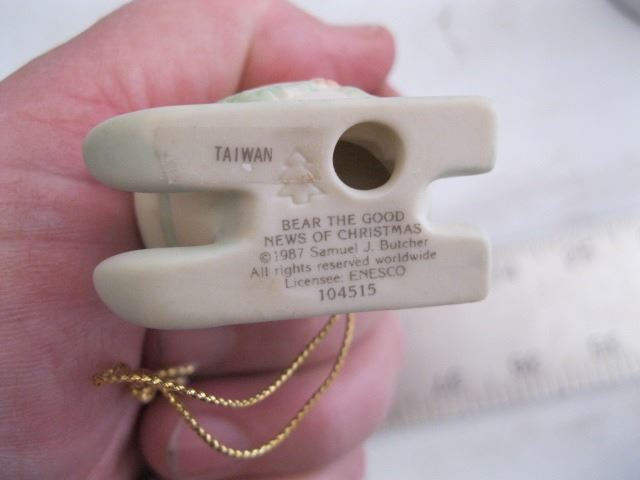 TAIWAN
BEAR THE GOOD
NEWS OF CHRISTMAS
©1987 Samuel J. Butcher
All rights reserved worldwide
Licensee: ENESCO
104515